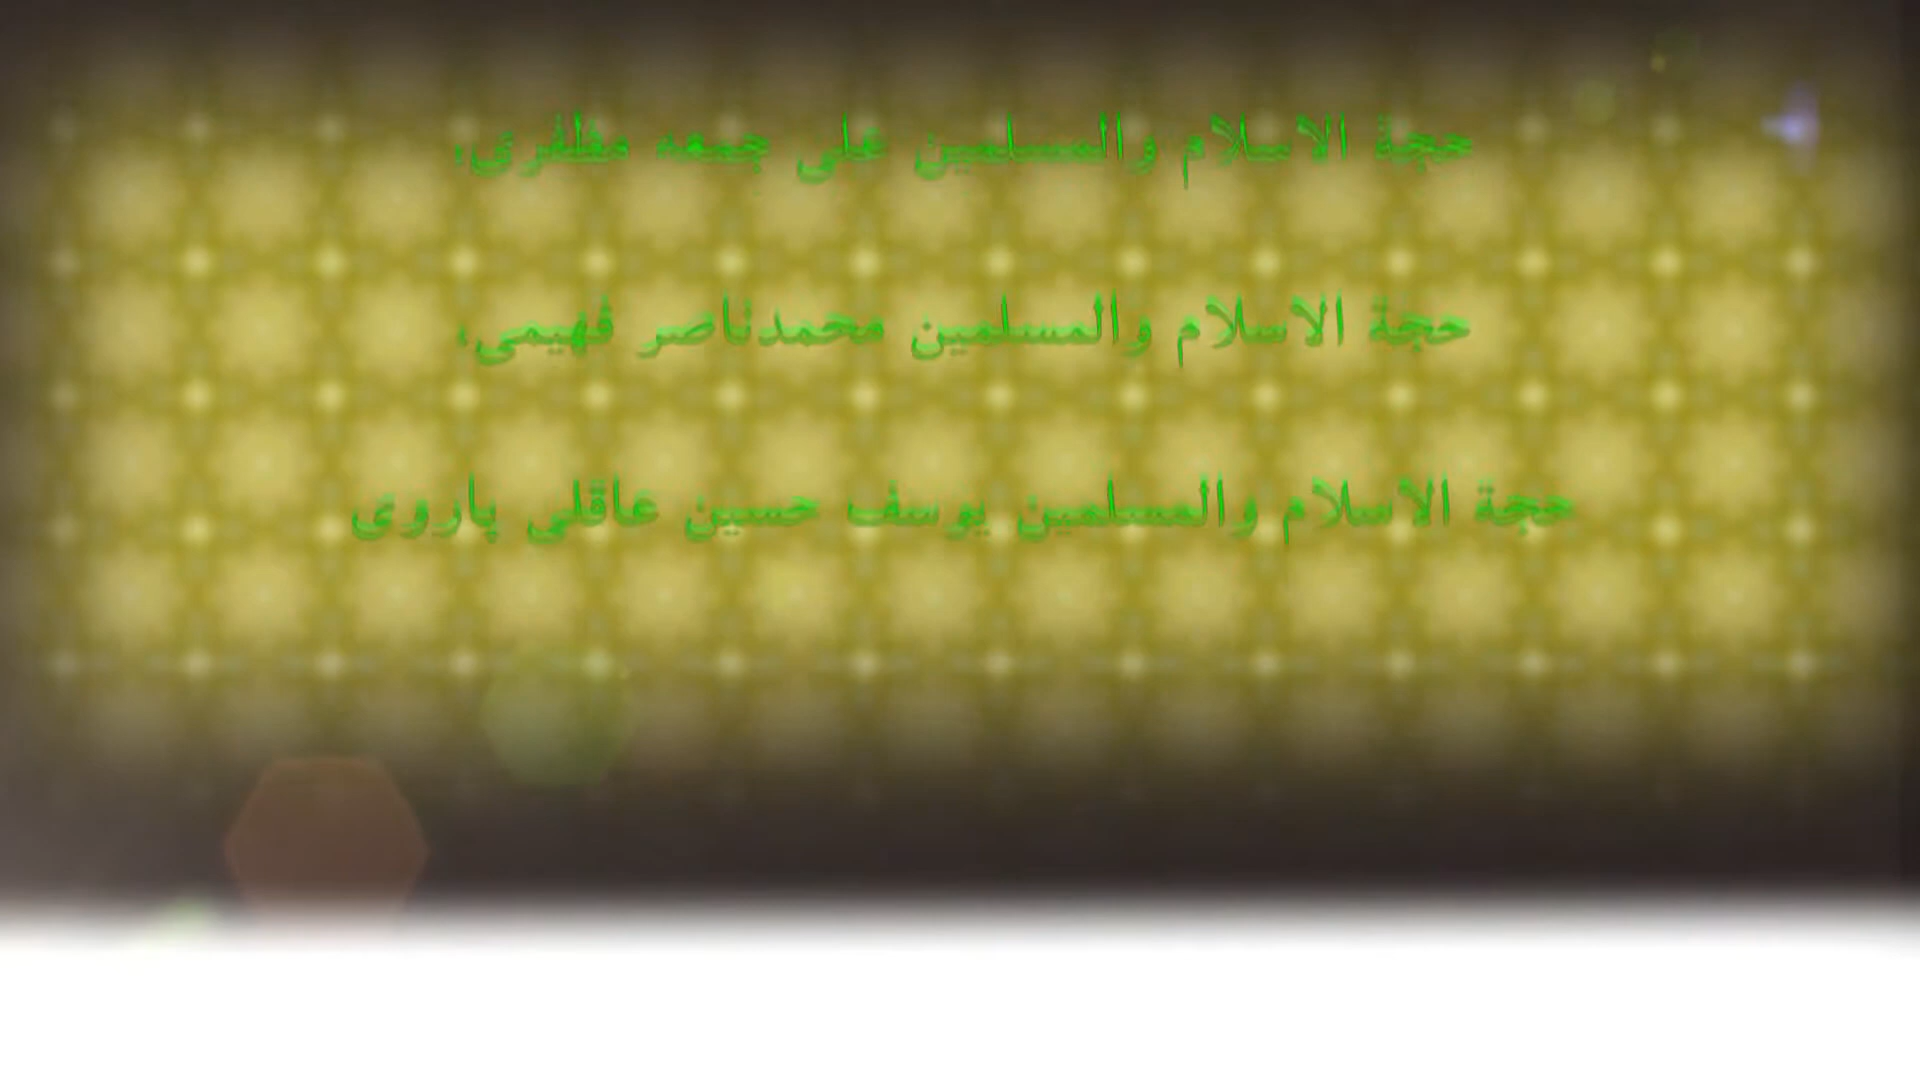 حجة الاسلام والمسلمین علی جمعه مظفری،
حجة الاسلام والمسلمین محمدناصر فهیمی،
حجة الاسلام والمسلمین یوسف حسین عاقلی پاروی